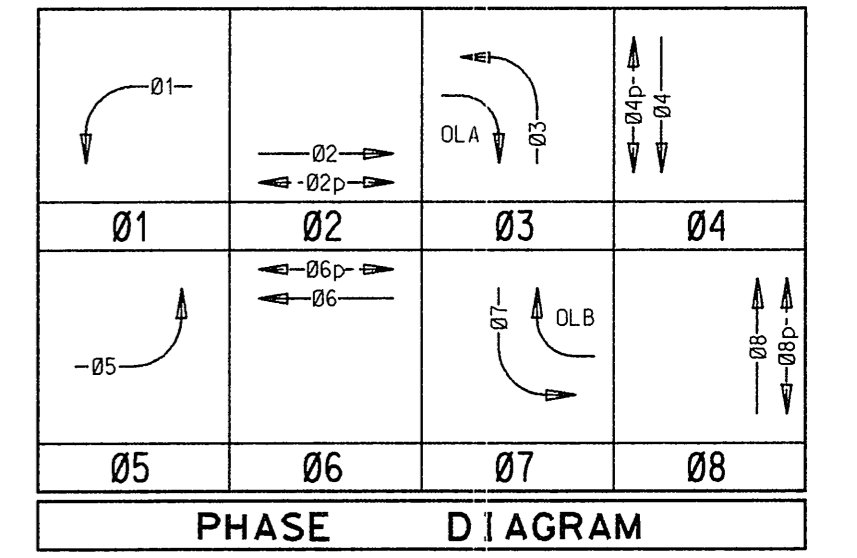 Ø1
Ø2
Ø2p
OLA
Ø3
Ø4p
Ø4
Ø1 Ø2 Ø3 Ø4
Ø5
Ø6p
Ø6
Ø7
OLB
Ø8
Ø8p
Ø5 Ø6 Ø7 Ø8
PHASE DIAGRAM